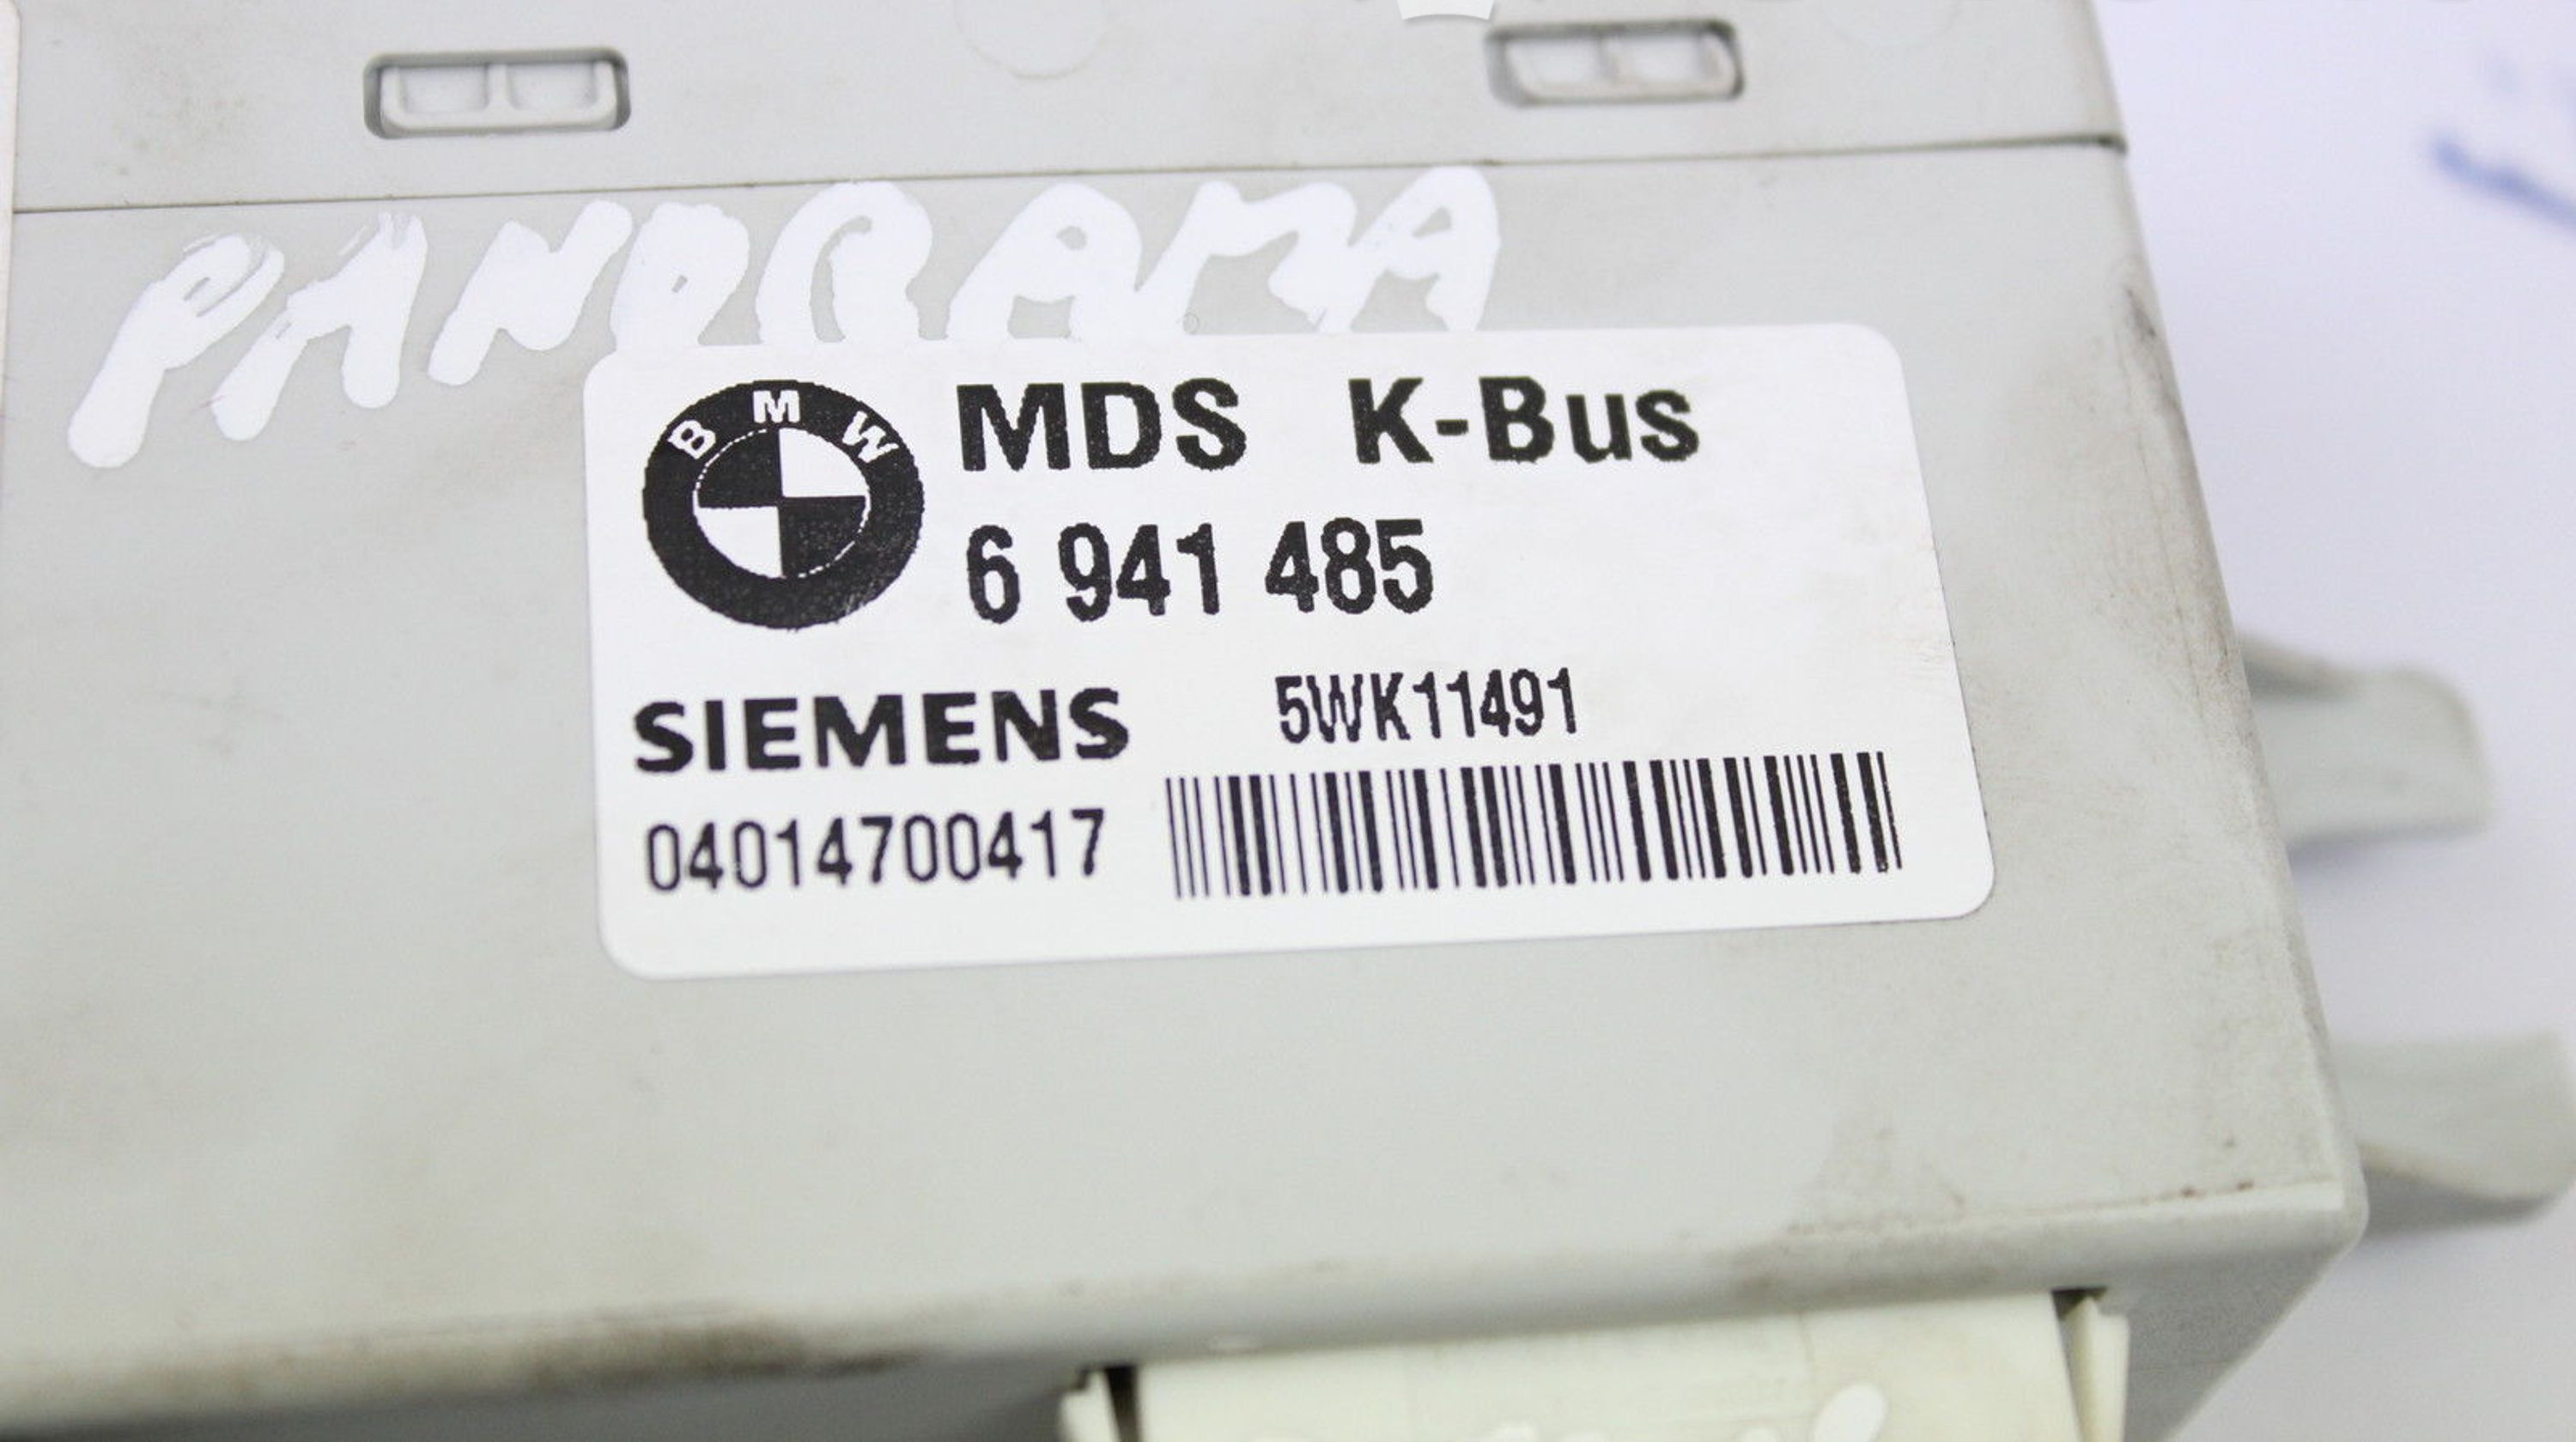 PANORAMA
BMW
MDS K-Bus
6 941 485
SIEMENS 5WK11491
04014700417